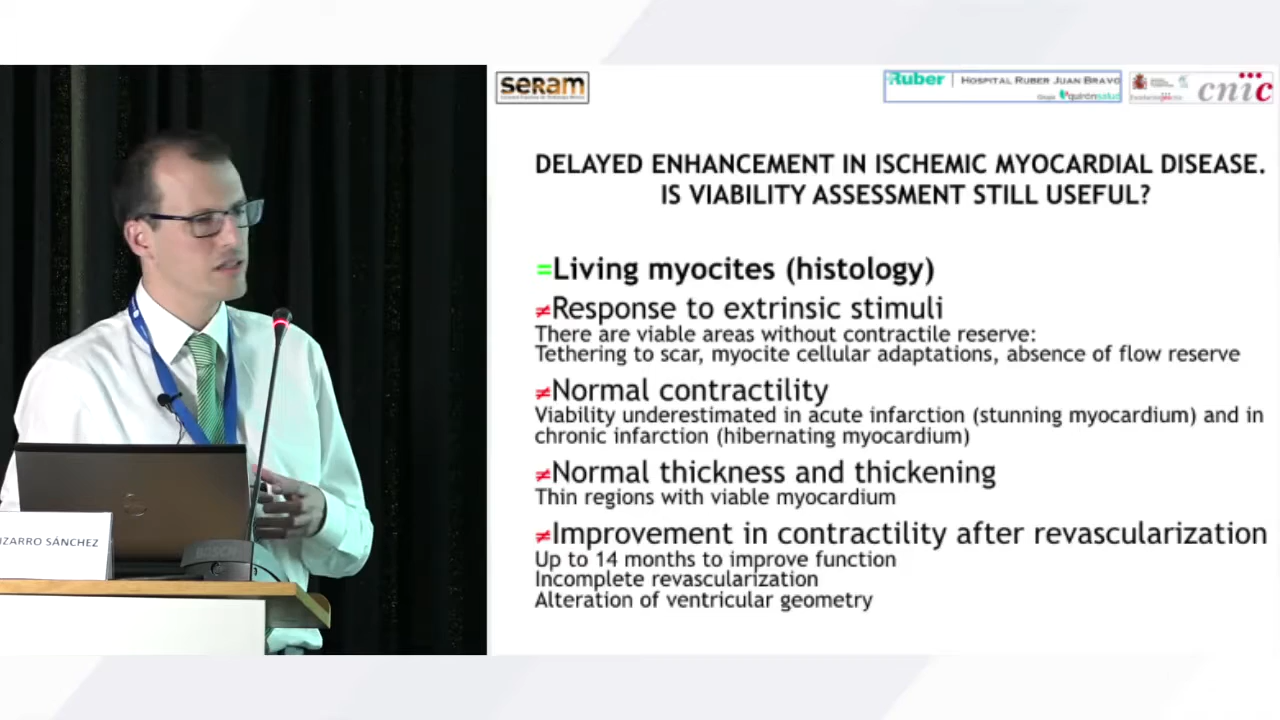 seram
Ruber
HOSPITAL RUBER JUAN BRAVO
Grupo quirónsalud
cnic
DELAYED ENHANCEMENT IN ISCHEMIC MYOCARDIAL DISEASE.
IS VIABILITY ASSESSMENT STILL USEFUL?
=Living myocites (histology)
≠Response to extrinsic stimuli
There are viable areas without contractile reserve:
Tethering to scar, myocite cellular adaptations, absence of flow reserve
≠Normal contractility
Viability underestimated in acute infarction (stunning myocardium) and in
chronic infarction (hibernating myocardium)
≠Normal thickness and thickening
Thin regions with viable myocardium
≠Improvement in contractility after revascularization
Up to 14 months to improve function
Incomplete revascularization
Alteration of ventricular geometry
IZARRO SÁNCHEZ
BOSCH